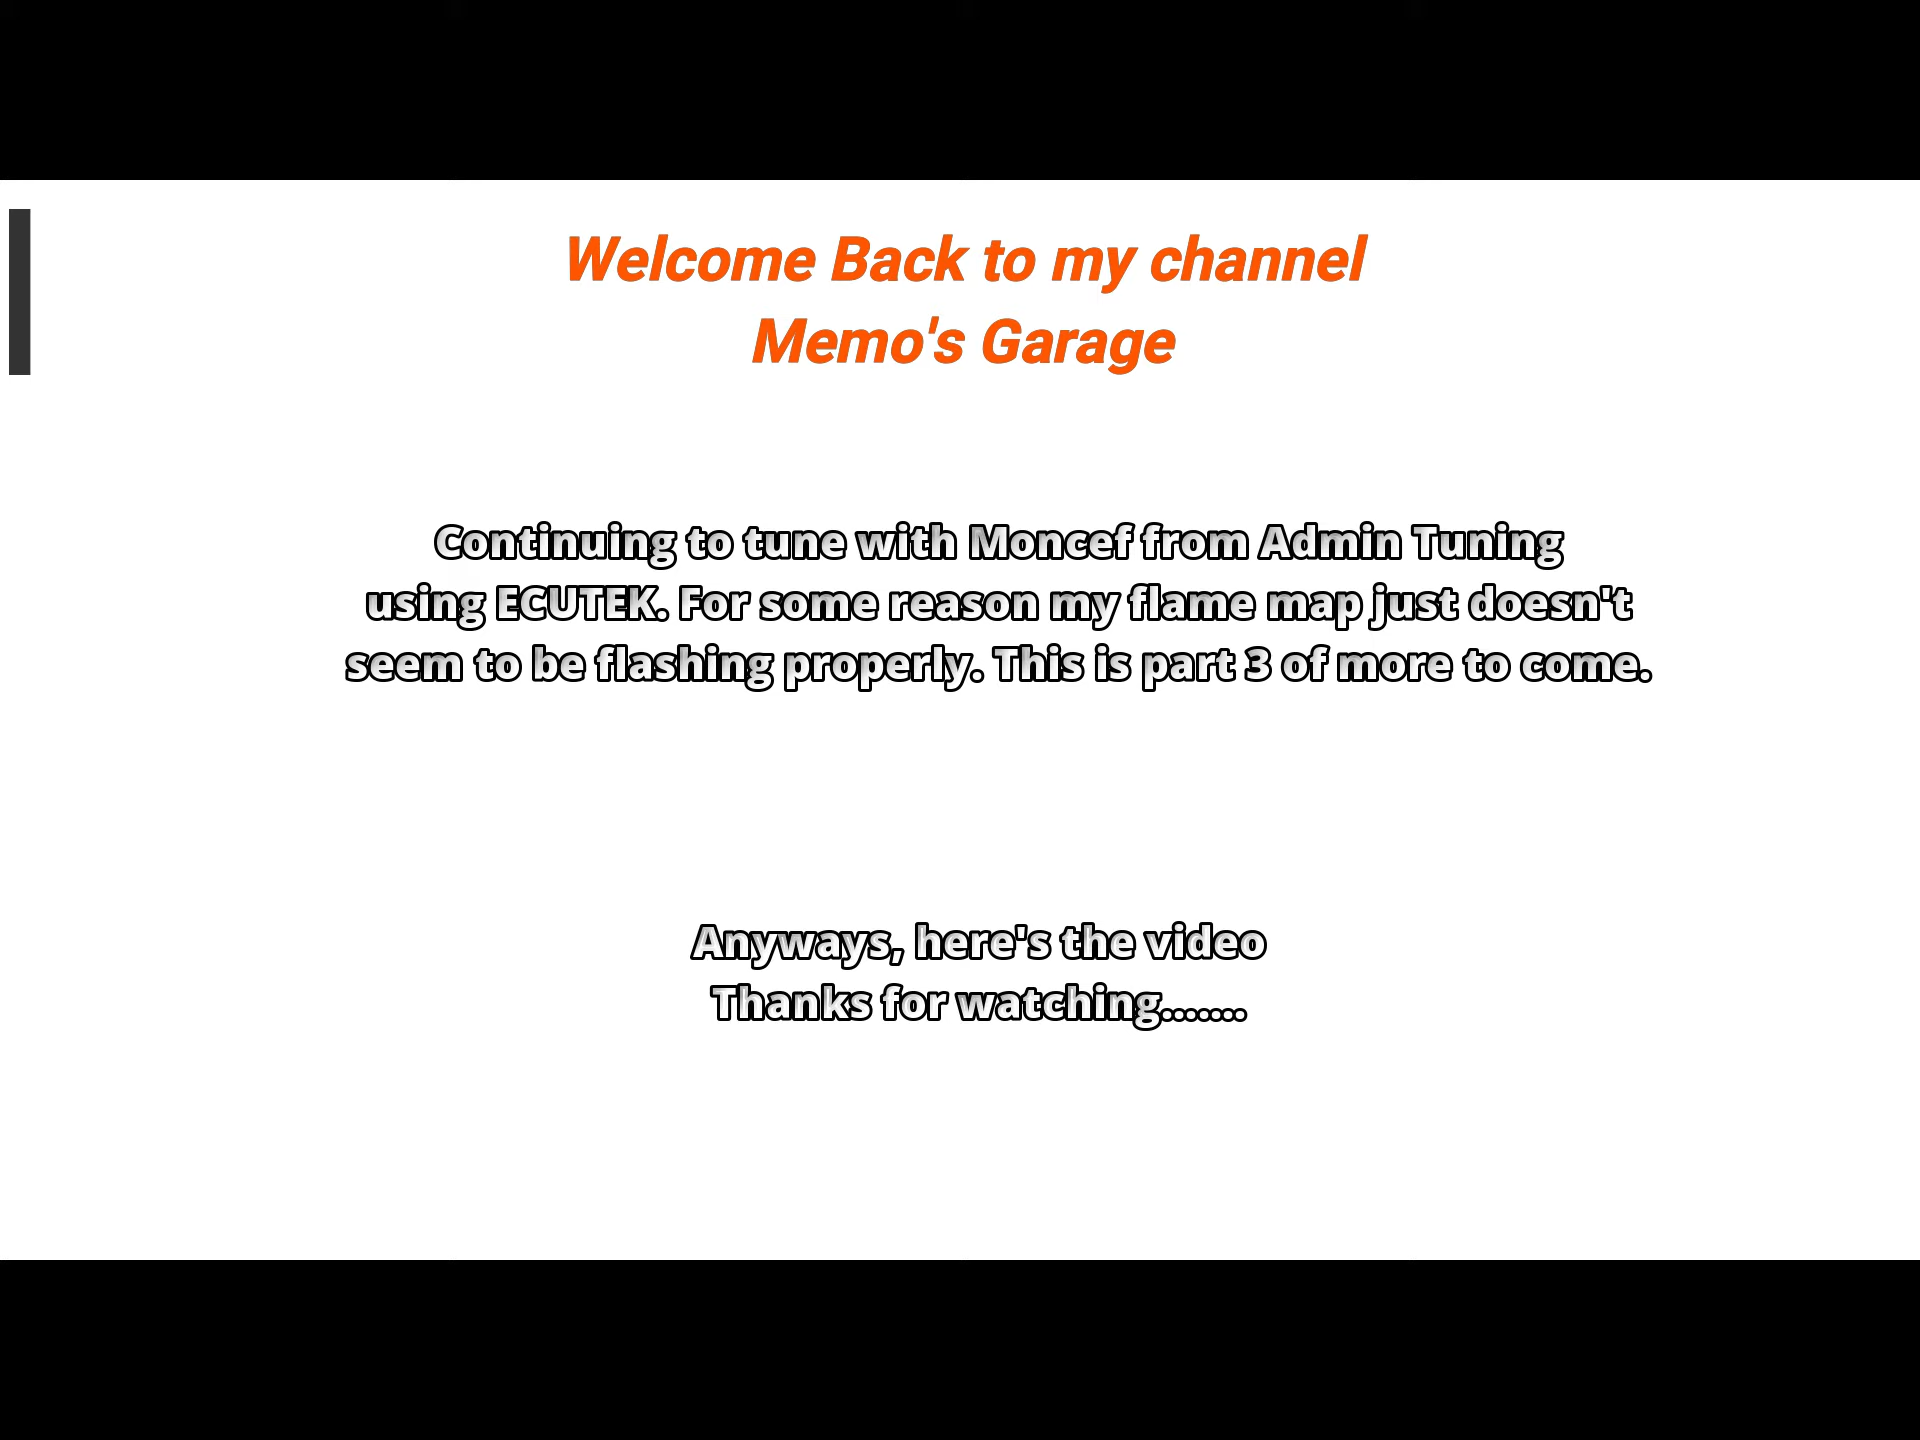 Welcome Back to my channel
Memo's Garage
Continuing to tune with Moncef from Admin Tuning
using ECUTEK. For some reason my flame map just doesn't
seem to be flashing properly. This is part 3 of more to come.
Anyways, here's the video
Thanks for watching.......